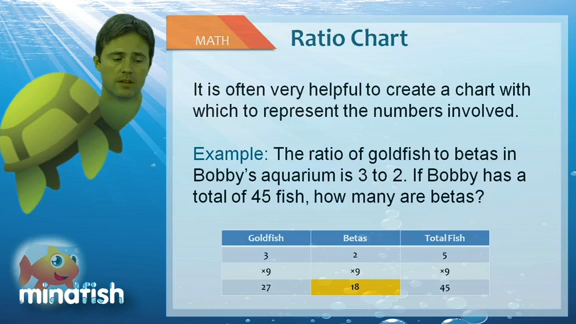 MATH
Ratio Chart
It is often very helpful to create a chart with
which to represent the numbers involved.
Example: The ratio of goldfish to betas in
Bobby's aquarium is 3 to 2. If Bobby has a
total of 45 fish, how many are betas?
Goldfish Betas Total Fish
3 2 5
×9 ×9 ×9
27 18 45
mindfish